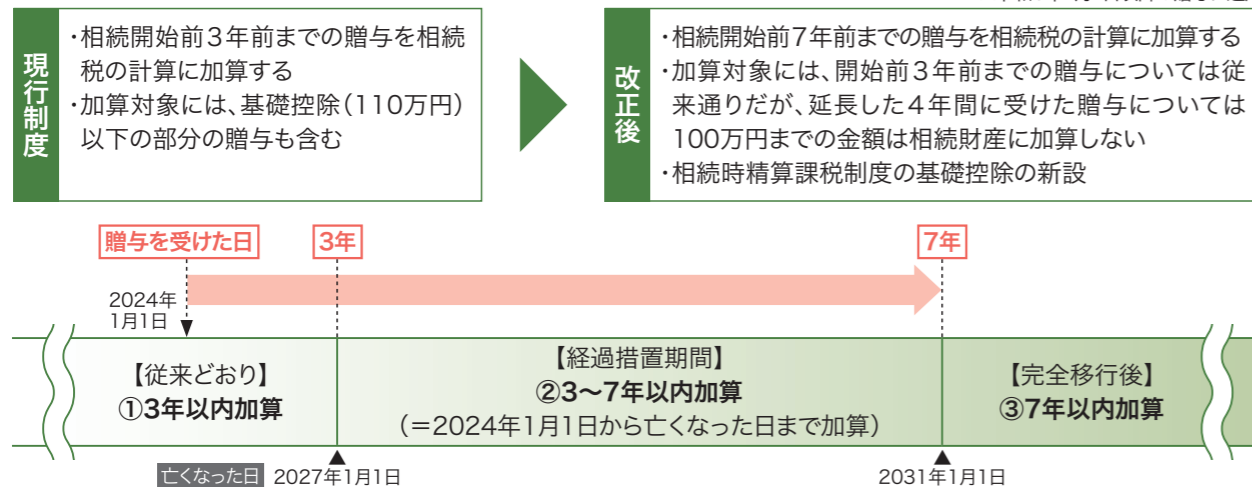 現行制度
・相続開始前3年前までの贈与を相続
税の計算に加算する
・加算対象には、基礎控除（110万円）
以下の部分の贈与も含む
改正後
・相続開始前7年前までの贈与を相続税の計算に加算する
・加算対象には、開始前3年前までの贈与については従
来通りだが、延長した4年間に受けた贈与については
100万円までの金額は相続財産に加算しない
・相続時精算課税制度の基礎控除の新設
贈与を受けた日
3年
7年
2024年
1月1日
【従来どおり】
①3年以内加算
【経過措置期間】
②3～7年以内加算
（＝2024年1月1日から亡くなった日まで加算）
【完全移行後】
③7年以内加算
亡くなった日
2027年1月1日
2031年1月1日